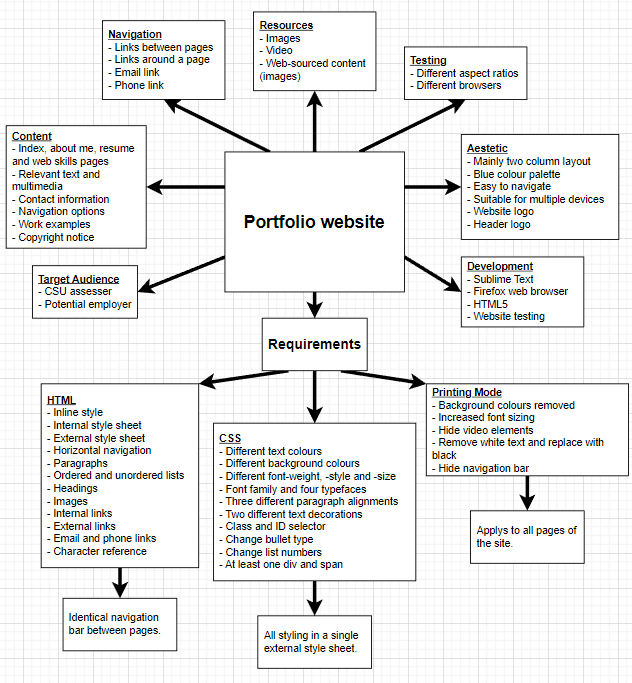 Navigation
- Links between pages
- Links around a page
- Email link
- Phone link
Resources
- Images
- Video
- Web-sourced content
(images)
Testing
- Different aspect ratios
- Different browsers
Content
- Index, about me, resume
and web skills pages
- Relevant text and
multimedia
- Contact information
- Navigation options
- Work examples
- Copyright notice
Portfolio website
Aestetic
- Mainly two column layout
- Blue colour palette
- Easy to navigate
- Suitable for multiple devices
- Website logo
- Header logo
Target Audience
- CSU assesser
- Potential employer
Development
- Sublime Text
- Firefox web browser
- HTML5
- Website testing
Requirements
HTML
- Inline style
- Internal style sheet
- External style sheet
- Horizontal navigation
- Paragraphs
- Ordered and unordered lists
- Headings
- Images
- Internal links
- External links
- Email and phone links
- Character reference
CSS
- Different text colours
- Different background colours
- Different font-weight, -style and -size
- Font family and four typefaces
- Three different paragraph alignments
- Two different text decorations
- Class and ID selector
- Change bullet type
- Change list numbers
- At least one div and span
Printing Mode
- Background colours removed
- Increased font sizing
- Hide video elements
- Remove white text and replace with
black
- Hide navigation bar
Applys to all pages of
the site.
Identical navigation
bar between pages.
All styling in a single
external style sheet.